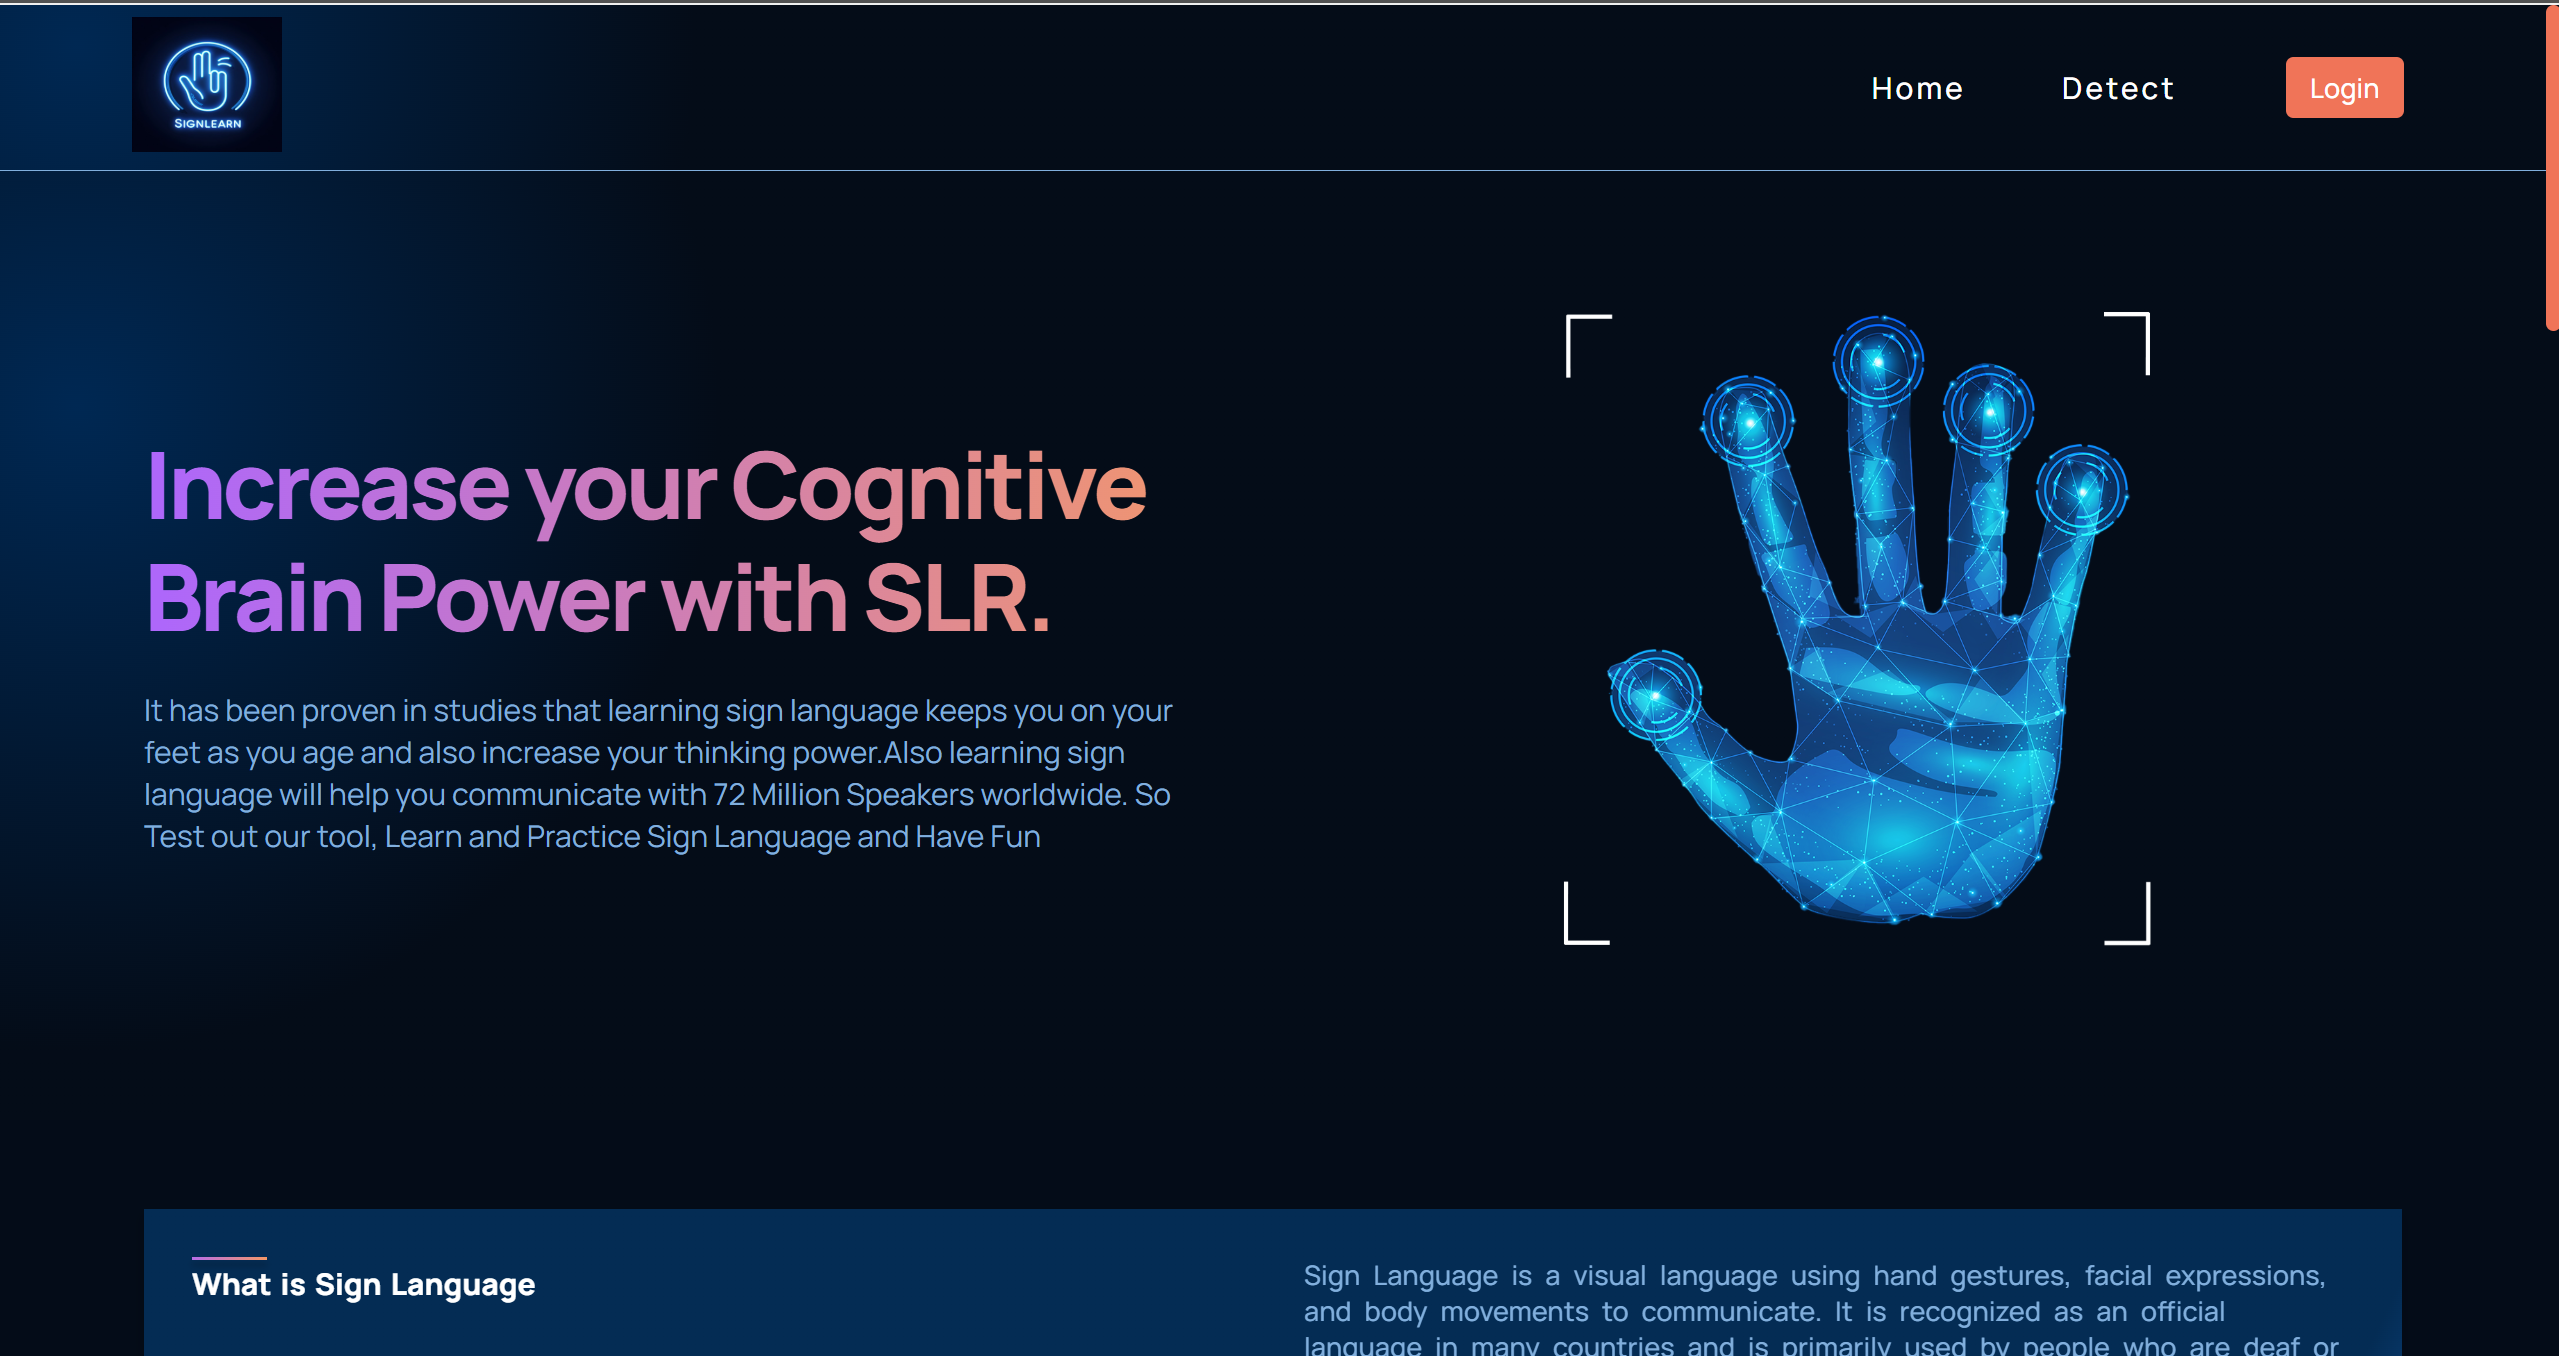 SIGNLEARN
Home
Detect
Login
Increase your Cognitive
Brain Power with SLR.
It has been proven in studies that learning sign language keeps you on your
feet as you age and also increase your thinking power.Also learning sign
language will help you communicate with 72 Million Speakers worldwide. So
Test out our tool, Learn and Practice Sign Language and Have Fun
What is Sign Language
Sign Language is a visual language using hand gestures, facial expressions,
and body movements to communicate. It is recognized as an official
language in many countries and is primarily used by people who are deaf or